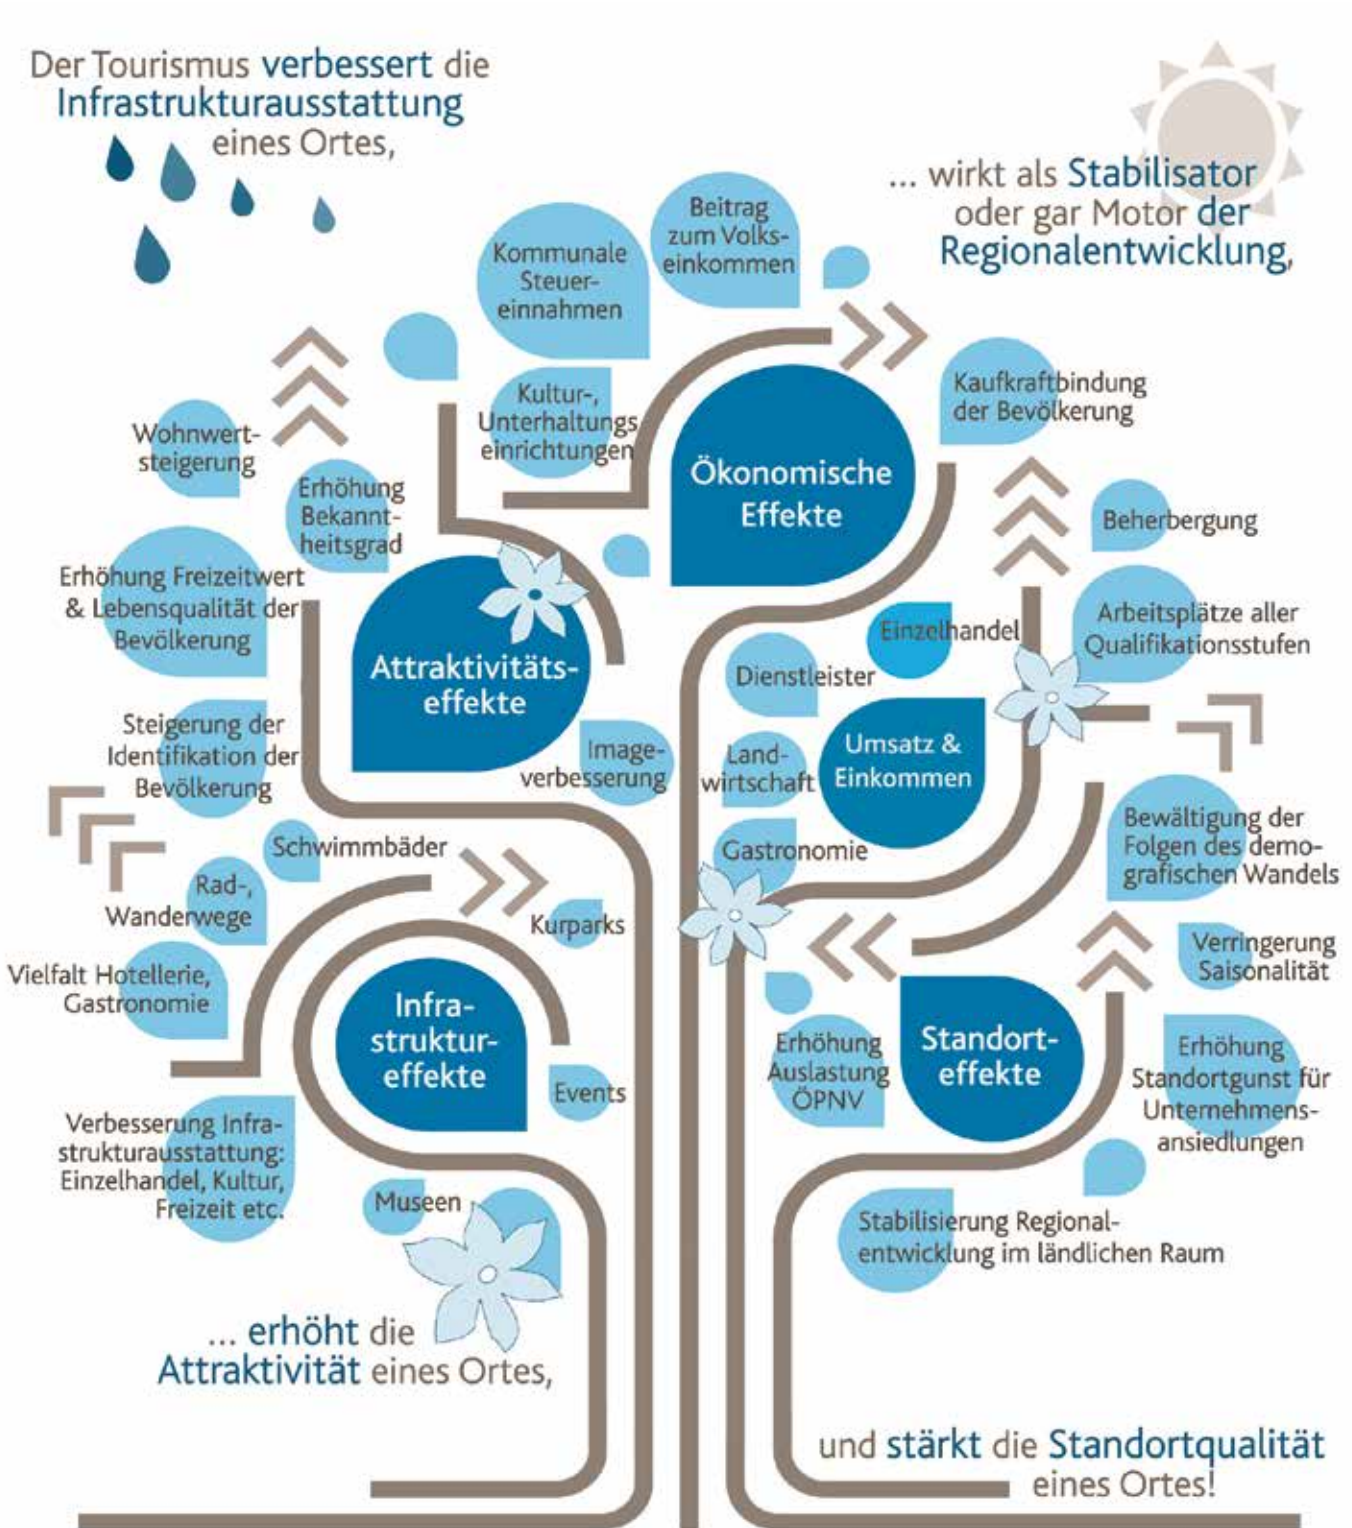 Der Tourismus verbessert die
Infrastrukturausstattung
eines Ortes,
... wirkt als Stabilisator
oder gar Motor der
Regionalentwicklung,
Beitrag
zum Volks-
einkommen
Kommunale
Steuer-
einnahmen
Kultur-,
Unterhaltungs
einrichtungen
Ökonomische
Effekte
Kaufkraftbindung
der Bevölkerung
Wohnwert-
steigerung
Erhöhung
Bekannt-
heitsgrad
Erhöhung Freizeitwert
& Lebensqualität der
Bevölkerung
Attraktivitäts-
effekte
Steigerung der
Identifikation der
Bevölkerung
Image-
verbesserung
Beherbergung
Arbeitsplätze aller
Qualifikationsstufen
Einzelhandel
Dienstleister
Land-
wirtschaft
Umsatz &
Einkommen
Gastronomie
Schwimmbäder
Rad-,
Wanderwege
Kurparks
Vielfalt Hotellerie,
Gastronomie
Infra-
struktur-
effekte
Events
Verbesserung Infra-
strukturausstattung:
Einzelhandel, Kultur,
Freizeit etc.
Museen
Bewältigung der
Folgen des demo-
grafischen Wandels
Verringerung
Saisonalität
Erhöhung
Auslastung
ÖPNV
Standort-
effekte
Erhöhung
Standortgunst für
Unternehmens-
ansiedlungen
Stabilisierung Regional-
entwicklung im ländlichen Raum
... erhöht die
Attraktivität eines Ortes,
und stärkt die Standortqualität
eines Ortes!